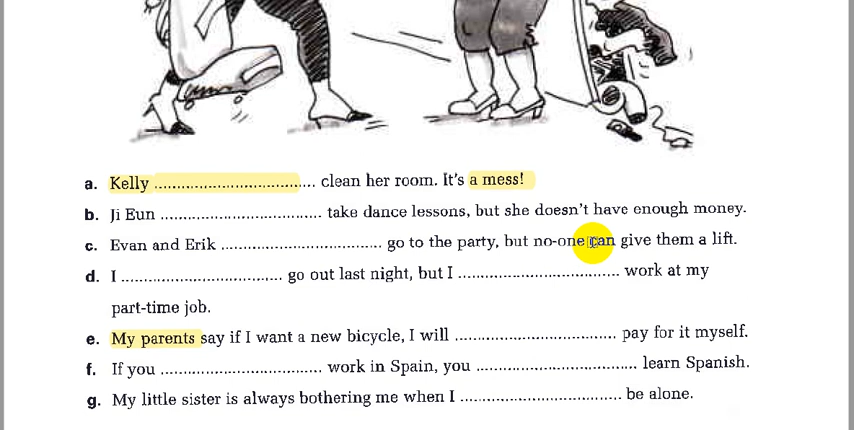 a. Kelly .................................. clean her room. It's a mess!
b. Ji Eun .................................. take dance lessons, but she doesn't have enough money.
c. Evan and Erik .................................. go to the party, but no-one can give them a lift.
d. I .................................. go out last night, but I .................................. work at my
part-time job.
e. My parents say if I want a new bicycle, I will .................................. pay for it myself.
f. If you .................................. work in Spain, you .................................. learn Spanish.
g. My little sister is always bothering me when I .................................. be alone.